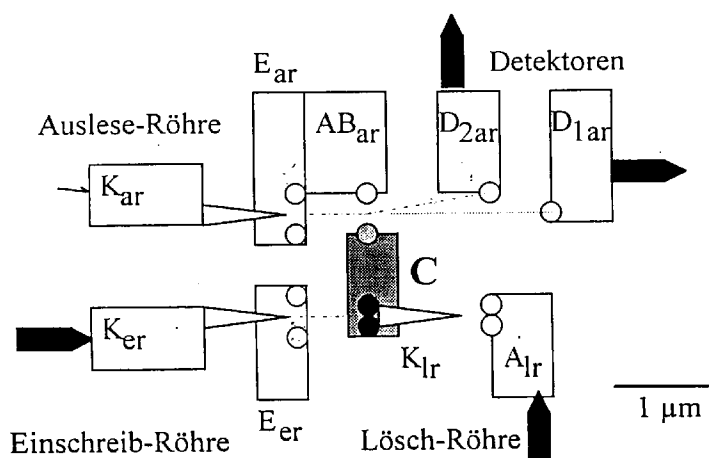 E_ar
Detektoren
Auslese-Röhre
AB_ar
D_2ar
D_1ar
K_ar
C
K_er
K_lr
A_lr
1 µm
E_er
Einschreib-Röhre
Lösch-Röhre